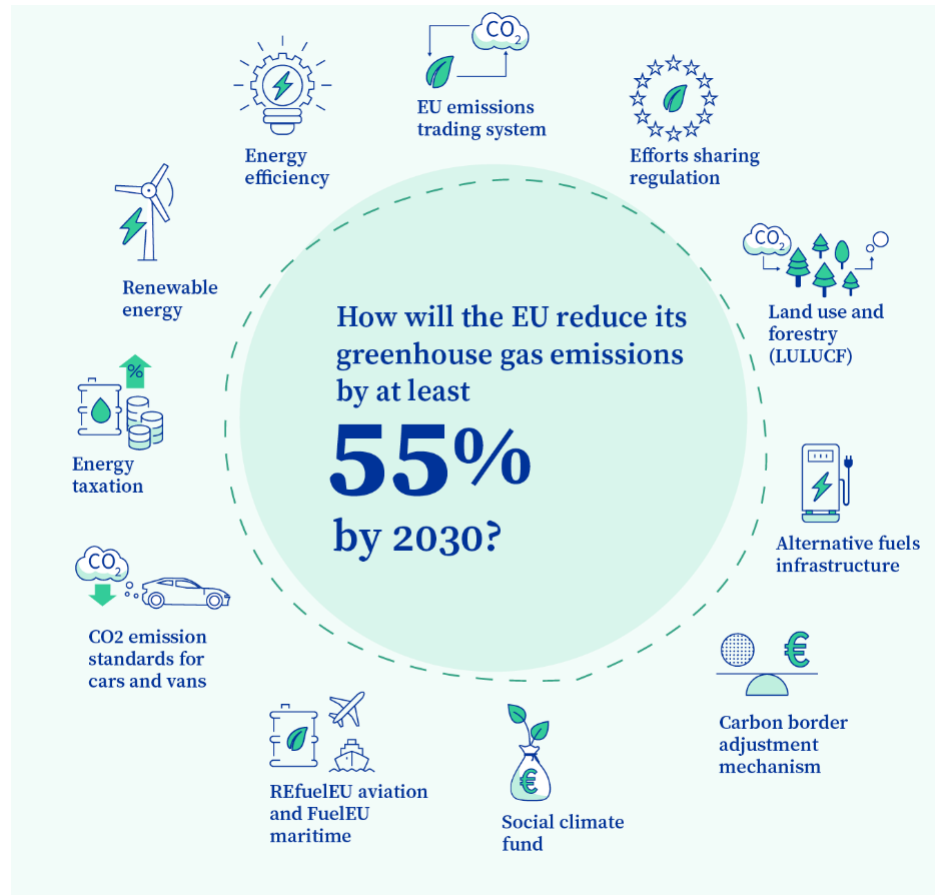 CO2
EU emissions
trading system
Efforts sharing
regulation
CO2
Land use and
forestry
(LULUCF)
Alternative fuels
infrastructure
€
Carbon border
adjustment
mechanism
€
Social climate
fund
REfuelEU aviation
and FuelEU
maritime
CO2
CO2 emission
standards for
cars and vans
%
Energy
taxation
Renewable
energy
Energy
efficiency
How will the EU reduce its
greenhouse gas emissions
by at least
55%
by 2030?